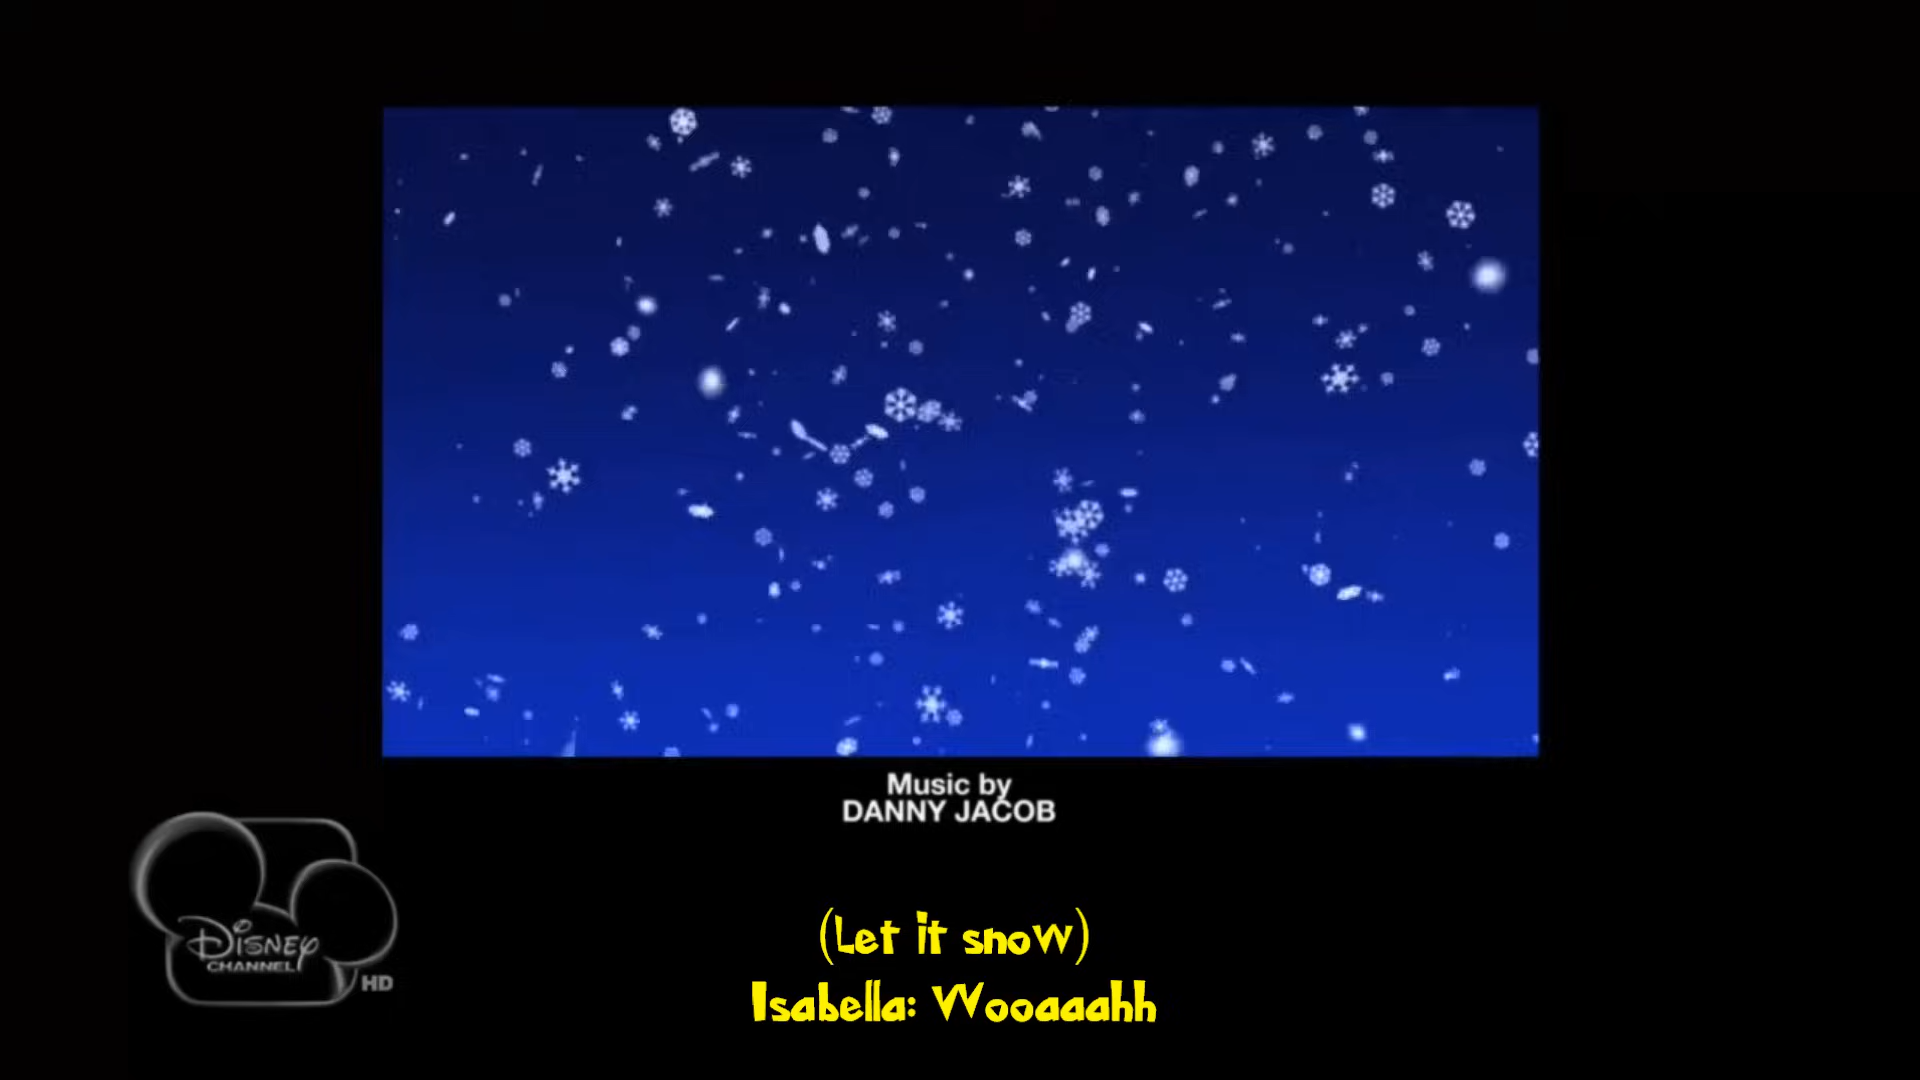 Music by
DANNY JACOB
DISNEY
CHANNEL
HD
(Let it snow)
Isabella: Wooaaahh